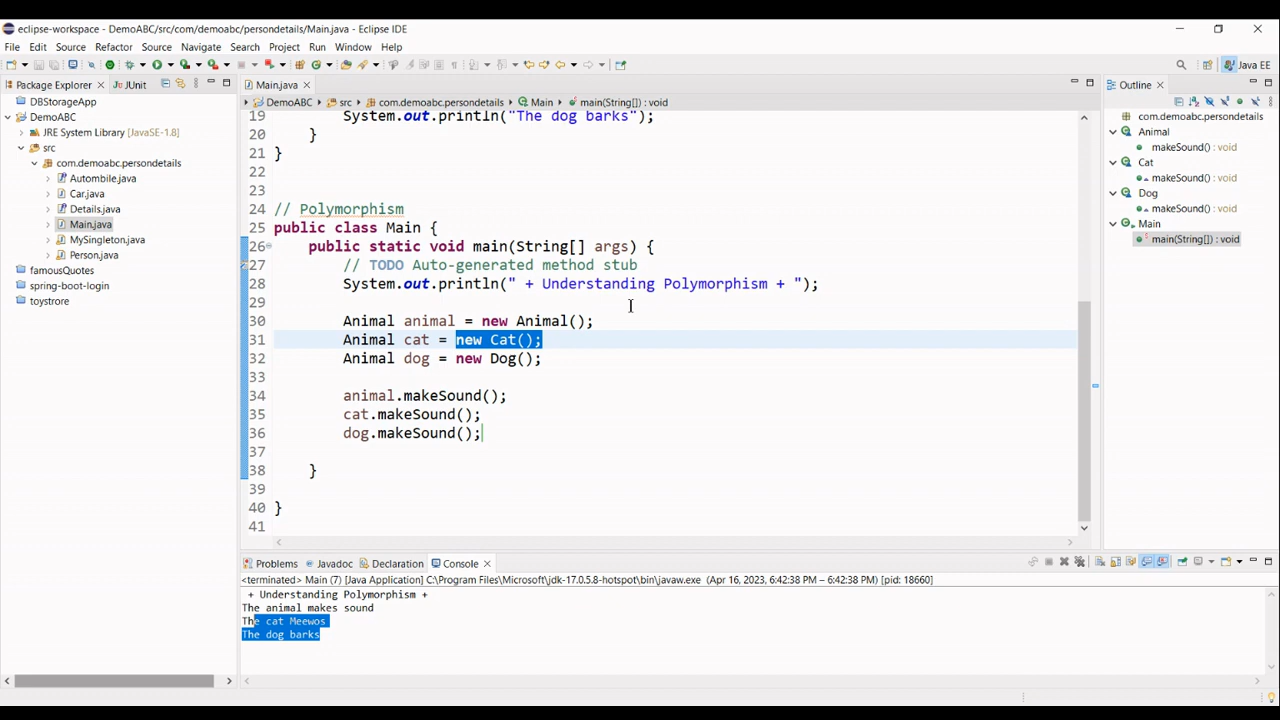 eclipse-workspace - DemoABC/src/com/demoabc/persondetails/Main.java - Eclipse IDE
File Edit Source Refactor Source Navigate Search Project Run Window Help
Java EE
Package Explorer JUnit
Main.java
Outline
DBStorageApp
DemoABC
JRE System Library [JavaSE-1.8]
src
com.demoabc.persondetails
Autombile.java
Car.java
Details.java
Main.java
MySingleton.java
Person.java
famousQuotes
spring-boot-login
toystore
DemoABC src com.demoabc.persondetails Main main(String[]) : void
19 System.out.println("The dog barks");
20 }
21 }
22
23
24 // Polymorphism
25 public class Main {
26 public static void main(String[] args) {
27 // TODO Auto-generated method stub
28 System.out.println(" + Understanding Polymorphism + ");
29
30 Animal animal = new Animal();
31 Animal cat = new Cat();
32 Animal dog = new Dog();
33
34 animal.makeSound();
35 cat.makeSound();
36 dog.makeSound();
37
38 }
39
40 }
41
com.demoabc.persondetails
Animal
makeSound() : void
Cat
makeSound() : void
Dog
makeSound() : void
Main
main(String[]) : void
Problems Javadoc Declaration Console
<terminated> Main (7) [Java Application] C:\Program Files\Microsoft\jdk-17.0.5.8-hotspot\bin\javaw.exe (Apr 16, 2023, 6:42:38 PM – 6:42:38 PM) [pid: 18660]
+ Understanding Polymorphism +
The animal makes sound
The cat Meewos
The dog barks